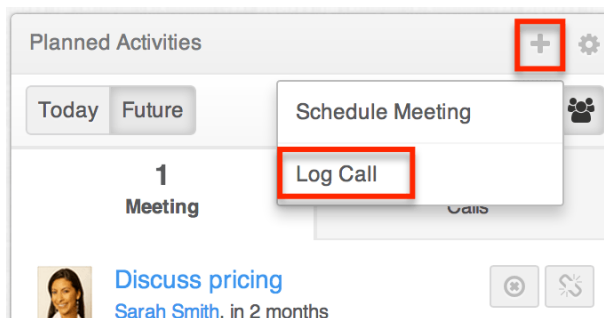 Planned Activities
Today Future
Schedule Meeting
Log Call
1
Meeting
Calls
Discuss pricing
Sarah Smith, in 2 months